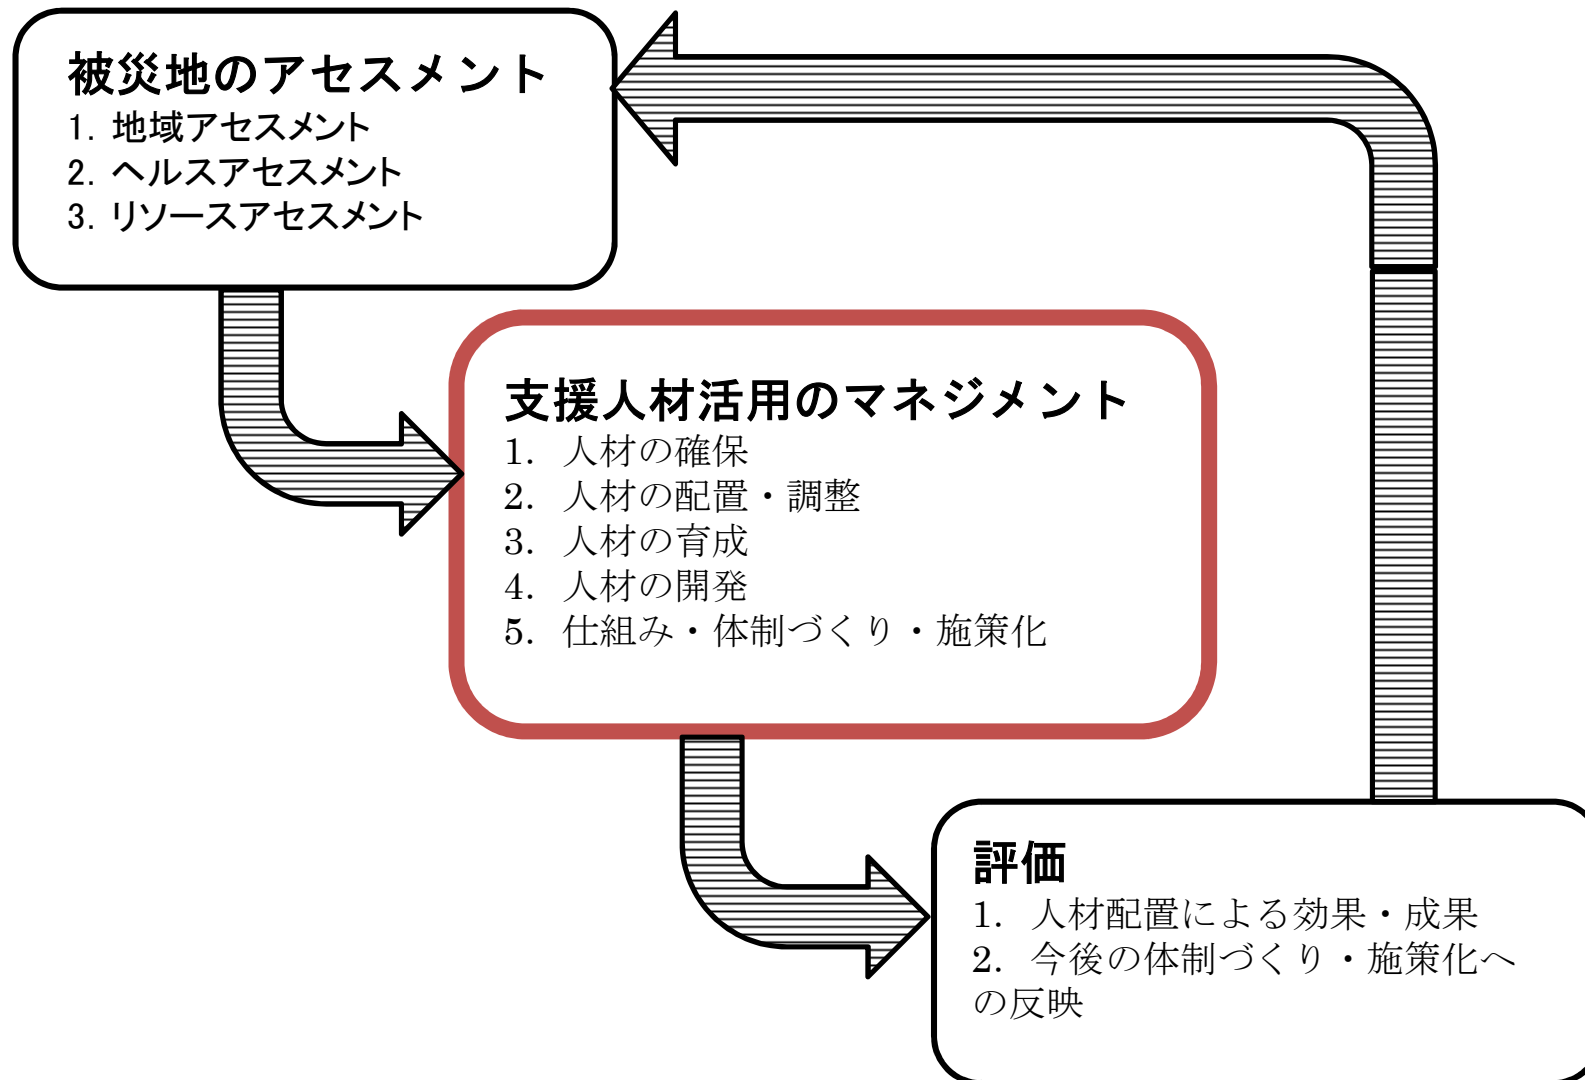 被災地のアセスメント
1. 地域アセスメント
2. ヘルスアセスメント
3. リソースアセスメント
支援人材活用のマネジメント
1. 人材の確保
2. 人材の配置・調整
3. 人材の育成
4. 人材の開発
5. 仕組み・体制づくり・施策化
評価
1. 人材配置による効果・成果
2. 今後の体制づくり・施策化へ
の反映